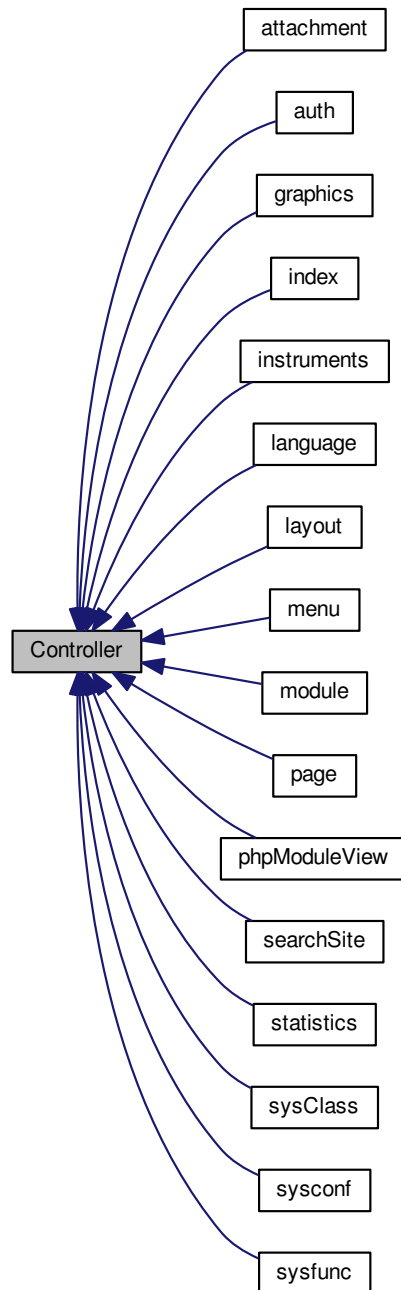 attachment
auth
graphics
index
instruments
language
layout
menu
Controller
module
page
phpModuleView
searchSite
statistics
sysClass
sysconf
sysfunc